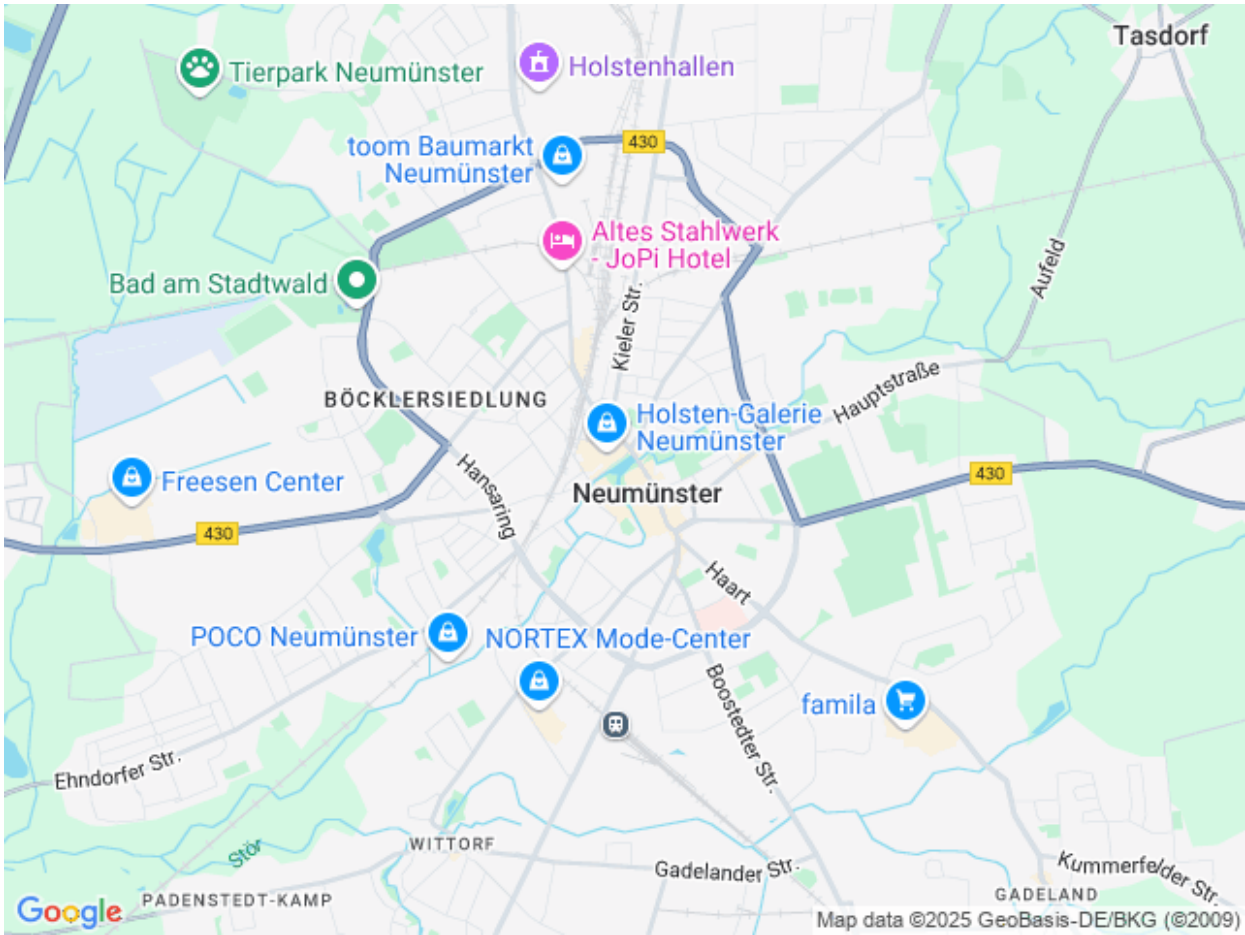 Tasdorf
Tierpark Neumünster
Holstenhallen
toom Baumarkt
Neumünster
430
Altes Stahlwerk
- JoPi Hotel
Bad am Stadtwald
Aufeld
Kieler Str.
BÖCKLERSIEDLUNG
Hauptstraße
Holsten-Galerie
Neumünster
Freesen Center
Hansaring
Neumünster
430
430
Haart
POCO Neumünster
NORTEX Mode-Center
Boostedter Str.
famila
Ehndorfer Str.
WITTORF
Stör
Gadelander Str.
Kummerfelder Str.
GADELAND
PADENSTEDT-KAMP
Google
Map data ©2025 GeoBasis-DE/BKG (©2009)